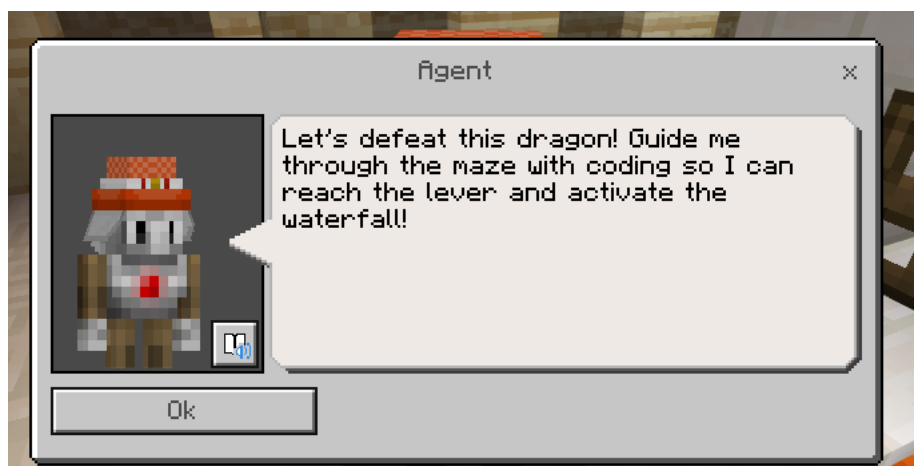 Agent
Let's defeat this dragon! Guide me
through the maze with coding so I can
reach the lever and activate the
waterfall!
Ok